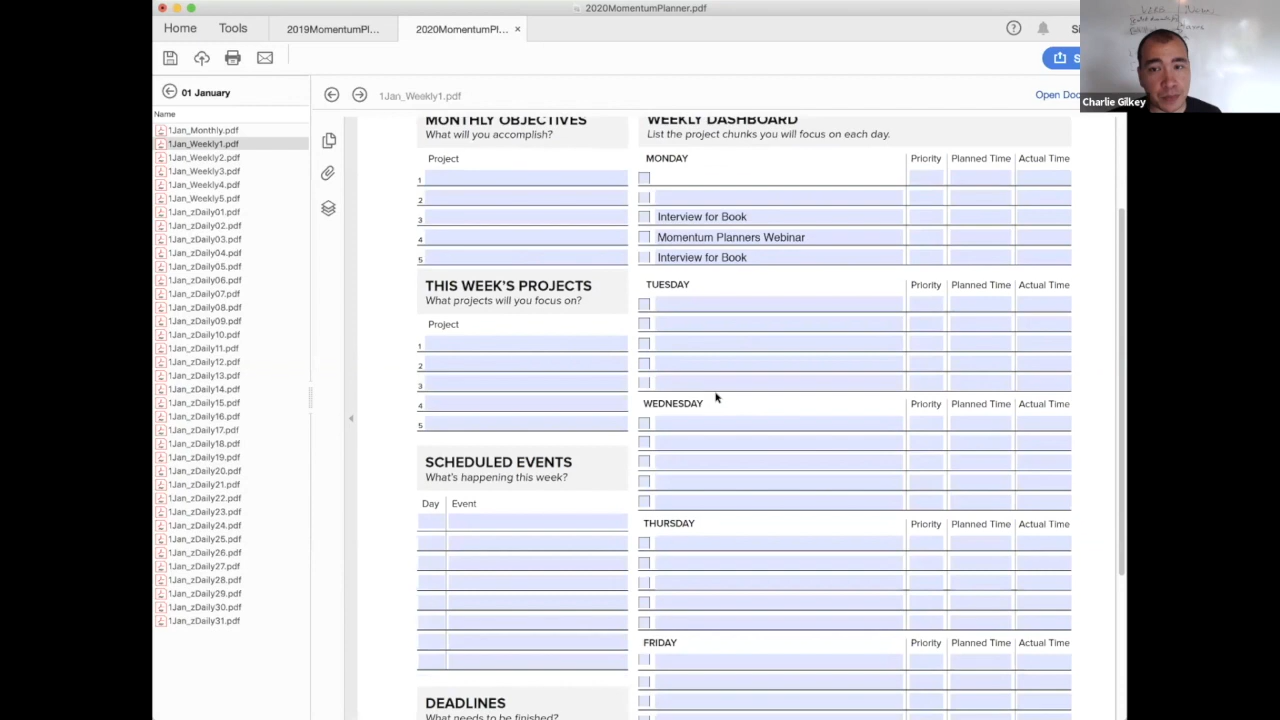 2020MomentumPlanner.pdf
Home
Tools
2019MomentumPl...
2020MomentumPl... ×
Charlie Gilkey
01 January
1Jan_Weekly1.pdf
Open Doc
Name
1Jan_Monthly.pdf
1Jan_Weekly1.pdf
1Jan_Weekly2.pdf
1Jan_Weekly3.pdf
1Jan_Weekly4.pdf
1Jan_Weekly5.pdf
1Jan_zDaily01.pdf
1Jan_zDaily02.pdf
1Jan_zDaily03.pdf
1Jan_zDaily04.pdf
1Jan_zDaily05.pdf
1Jan_zDaily06.pdf
1Jan_zDaily07.pdf
1Jan_zDaily08.pdf
1Jan_zDaily09.pdf
1Jan_zDaily10.pdf
1Jan_zDaily11.pdf
1Jan_zDaily12.pdf
1Jan_zDaily13.pdf
1Jan_zDaily14.pdf
1Jan_zDaily15.pdf
1Jan_zDaily16.pdf
1Jan_zDaily17.pdf
1Jan_zDaily18.pdf
1Jan_zDaily19.pdf
1Jan_zDaily20.pdf
1Jan_zDaily21.pdf
1Jan_zDaily22.pdf
1Jan_zDaily23.pdf
1Jan_zDaily24.pdf
1Jan_zDaily25.pdf
1Jan_zDaily26.pdf
1Jan_zDaily27.pdf
1Jan_zDaily28.pdf
1Jan_zDaily29.pdf
1Jan_zDaily30.pdf
1Jan_zDaily31.pdf
MONTHLY OBJECTIVES
What will you accomplish?
Project
1
2
3
4
5
THIS WEEK'S PROJECTS
What projects will you focus on?
Project
1
2
3
4
5
SCHEDULED EVENTS
What's happening this week?
Day Event
DEADLINES
What needs to be finished?
WEEKLY DASHBOARD
List the project chunks you will focus on each day.
MONDAY Priority Planned Time Actual Time
Interview for Book
Momentum Planners Webinar
Interview for Book
TUESDAY Priority Planned Time Actual Time
WEDNESDAY Priority Planned Time Actual Time
THURSDAY Priority Planned Time Actual Time
FRIDAY Priority Planned Time Actual Time